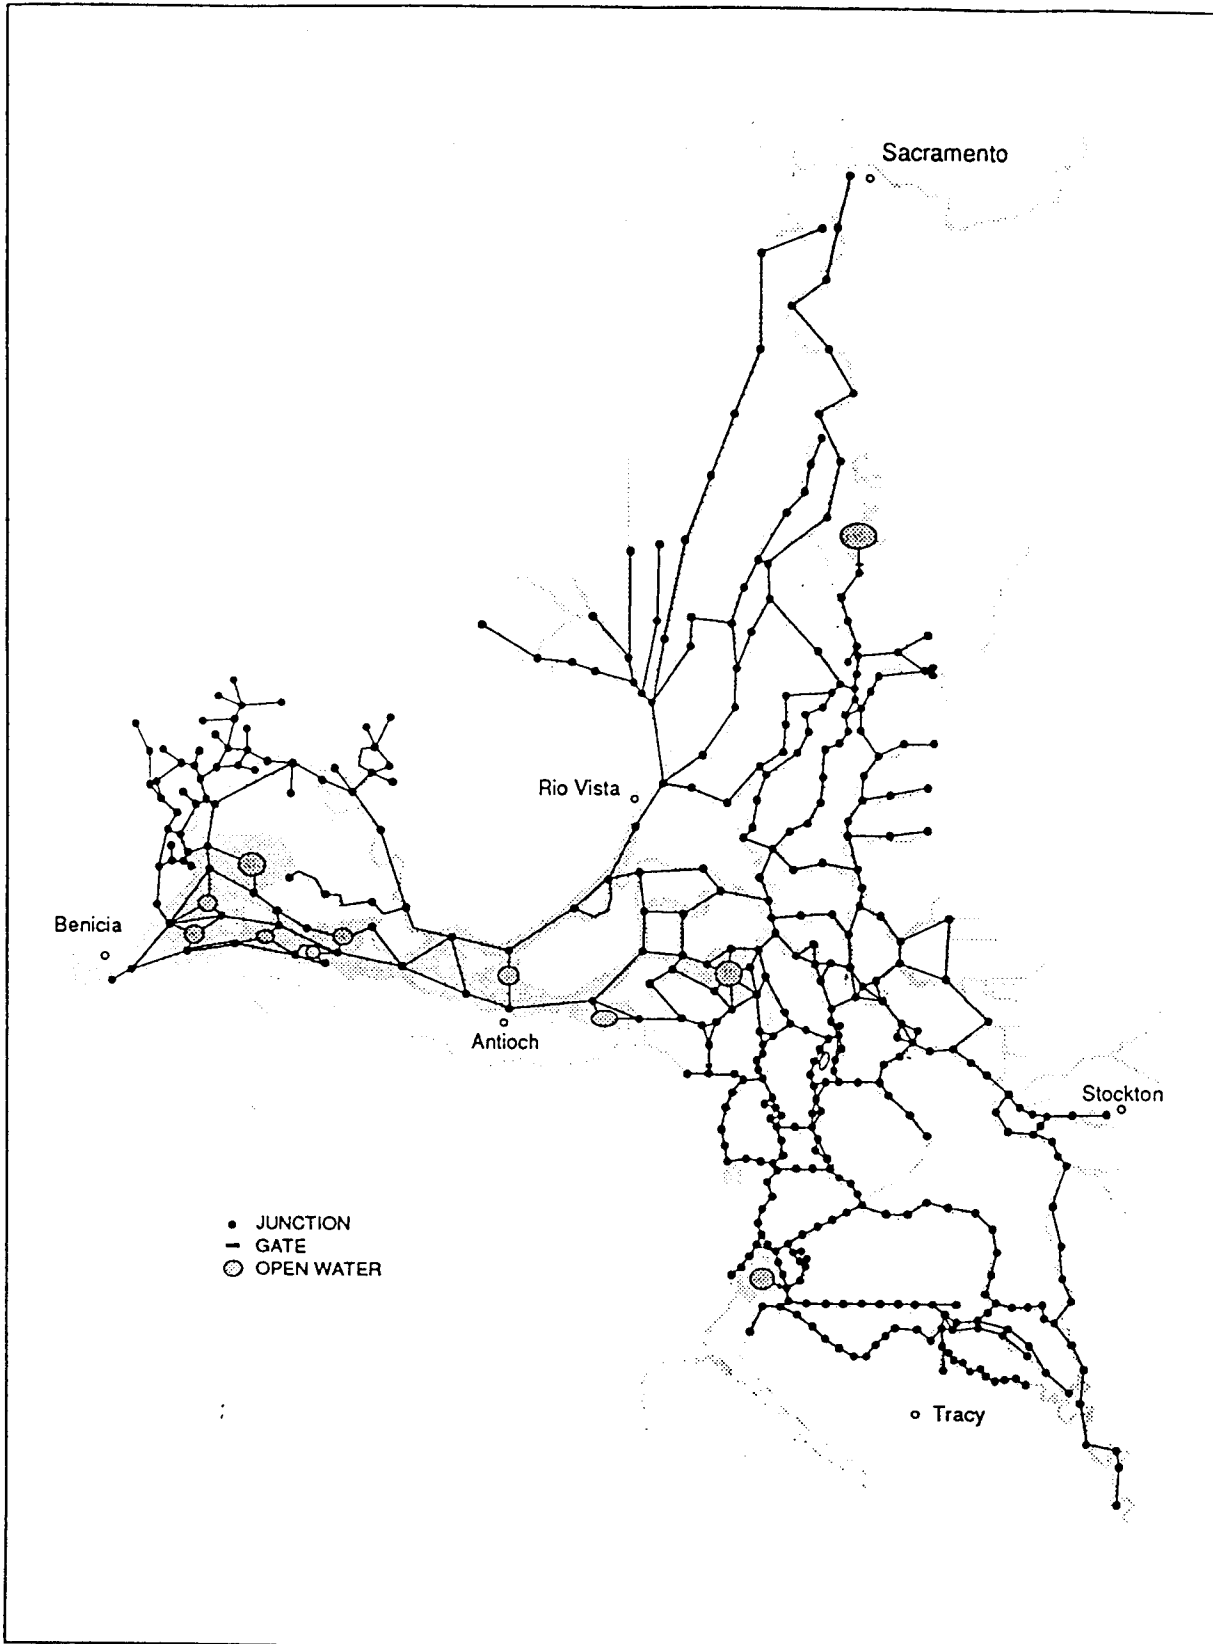 Sacramento
Rio Vista
Benicia
Antioch
Stockton
JUNCTION
GATE
OPEN WATER
Tracy